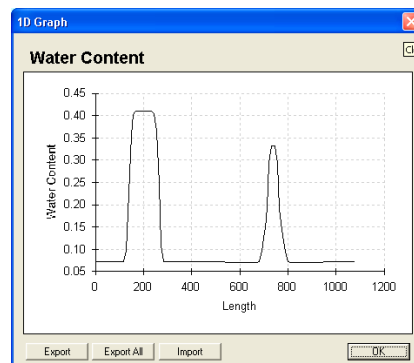 1D Graph
Cl
Water Content
0.45
0.40
0.35
0.30
0.25
0.20
0.15
0.10
0.05
Water Content
0 200 400 600 800 1000 1200
Length
Export Export All Import OK